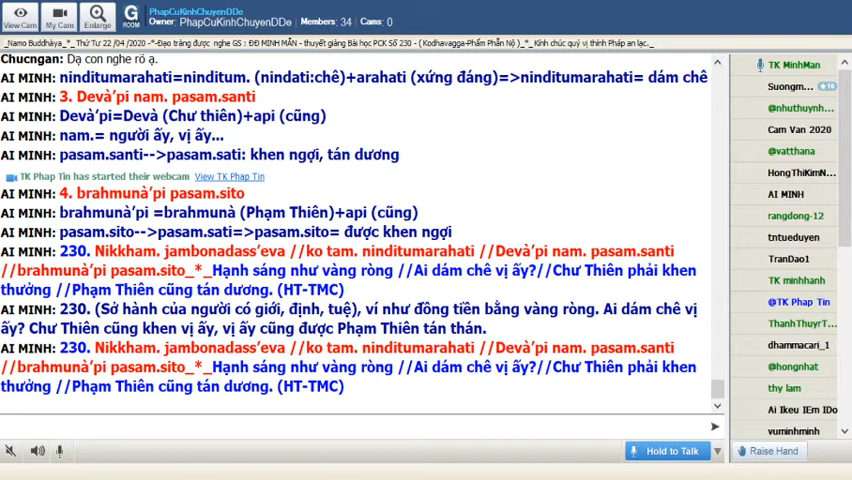 PhapCuKinhChuyenDDe
Owner: PhapCuKinhChuyenDDe Members: 34 Cams: 0
View Cam My Cam Enlarge G ROOM
_Namo Buddhàya_*_ Thứ Tư 22 /04 /2020 -*-Đạo tràng được nghe GS : ĐĐ MINH MẪN - thuyết giảng Bài học PCK Số 230 - ( Kodhavagga-Phẩm Phẫn Nộ )_*_ Kính chúc quý vị thính Pháp an lạc._
Chucngan: Dạ con nghe rõ ạ.
AI MINH: ninditumarahati=ninditum. (nindati:chê)+arahati (xứng đáng)=>ninditumarahati= dám chê
AI MINH: 3. Devà'pi nam. pasam.santi
AI MINH: Devà'pi=Devà (Chư thiên)+api (cũng)
AI MINH: nam.= người ấy, vị ấy...
AI MINH: pasam.santi-->pasam.sati: khen ngợi, tán dương
TK Phap Tin has started their webcam View TK Phap Tin
AI MINH: 4. brahmunà'pi pasam.sito
AI MINH: brahmunà'pi =brahmunà (Phạm Thiên)+api (cũng)
AI MINH: pasam.sito-->pasam.sati=>pasam.sito= được khen ngợi
AI MINH: 230. Nikkham. jambonadass'eva //ko tam. ninditumarahati //Devà'pi nam. pasam.santi
//brahmunà'pi pasam.sito_*_Hạnh sáng như vàng ròng //Ai dám chê vị ấy?//Chư Thiên phải khen
thưởng //Phạm Thiên cũng tán dương. (HT-TMC)
AI MINH: 230. (Sở hành của người có giới, định, tuệ), ví như đồng tiền bằng vàng ròng. Ai dám chê vị
ấy? Chư Thiên cũng khen vị ấy, vị ấy cũng được Phạm Thiên tán thán.
AI MINH: 230. Nikkham. jambonadass'eva //ko tam. ninditumarahati //Devà'pi nam. pasam.santi
//brahmunà'pi pasam.sito_*_Hạnh sáng như vàng ròng //Ai dám chê vị ấy?//Chư Thiên phải khen
thưởng //Phạm Thiên cũng tán dương. (HT-TMC)
Hold to Talk
TK MinhMan
Suongm... 10
@nhuthuynh...
Cam Van 2020
@vatthana
HongThiKimN...
AI MINH
rangdong-12
tntueduyen
TranDao1
TK minhhanh
@TK Phap Tin
ThanhThuyrT...
dhammacari_1
@hongnhat
thy lam
Ai Ikeu IEm IDo
vuminhminh
Raise Hand